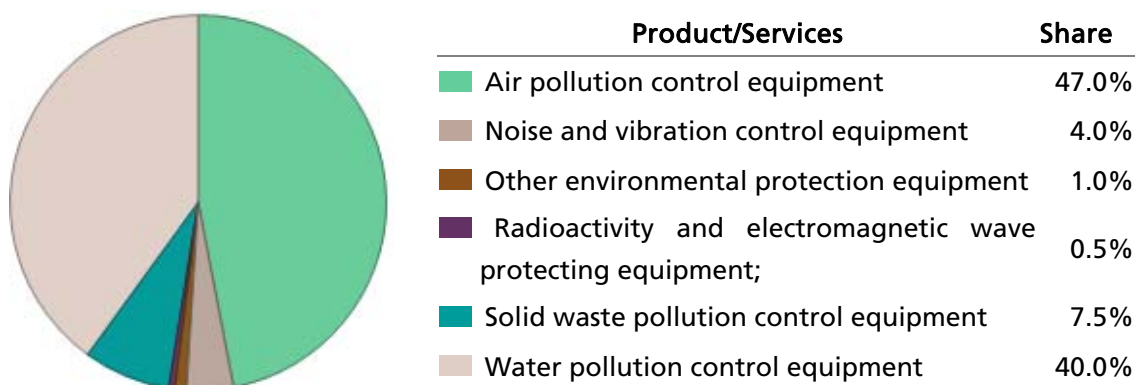 Product/Services Share
Air pollution control equipment 47.0%
Noise and vibration control equipment 4.0%
Other environmental protection equipment 1.0%
Radioactivity and electromagnetic wave
protecting equipment; 0.5%
Solid waste pollution control equipment 7.5%
Water pollution control equipment 40.0%